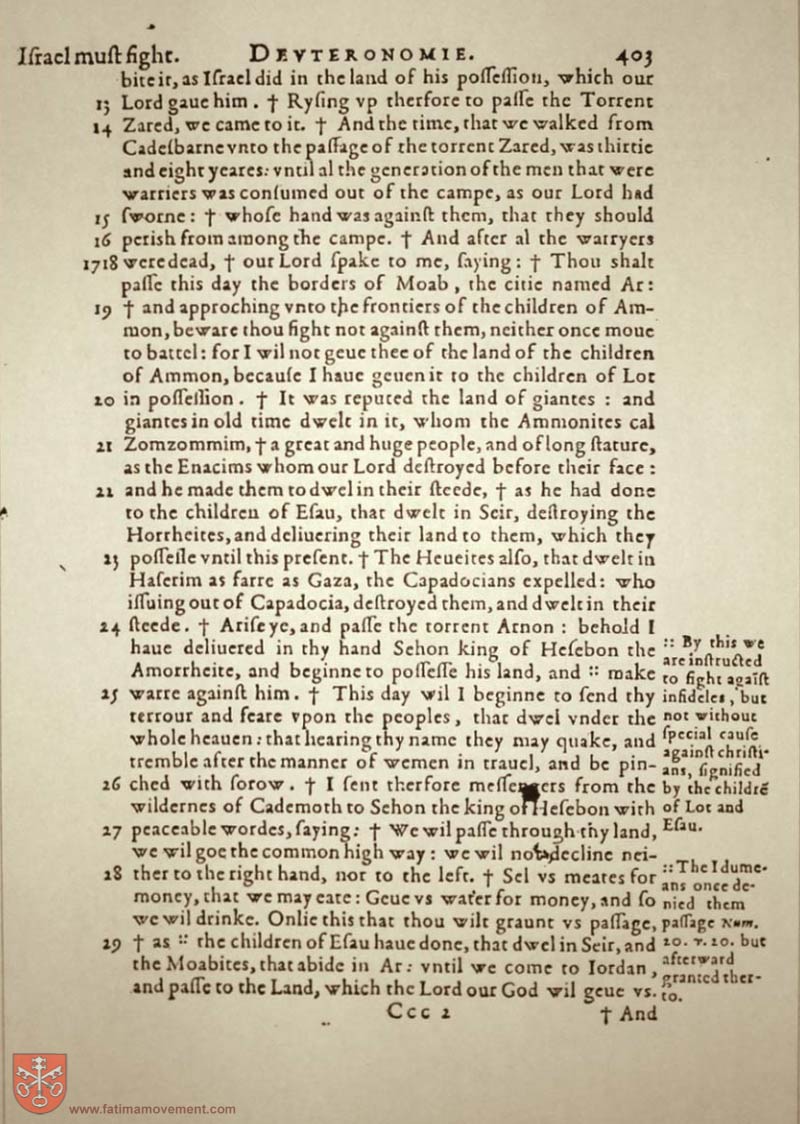 Iſrael muſt fight. DEVTERONOMIE. 403
bite it, as Iſrael did in the land of his poſſeſſion, which our
13 Lord gaue him. † Ryſing vp therfore to paſſe the Torrent
14 Zared, we came to it. † And the time, that we walked from
Cadeſbarne vnto the paſſage of the torrent Zared, was thirtie
and eight yeares: vntil al the generation of the men that were
warriers was conſumed out of the campe, as our Lord had
15 ſworne: † whoſe hand was againſt them, that they should
16 perish from among the campe. † And after al the warryers
17 18 were dead, † our Lord ſpake to me, ſaying: † Thou shalt
paſſe this day the borders of Moab, the citie named Ar:
19 † and approching vnto the frontiers of the children of Am-
mon, beware thou fight not againſt them, neither once moue
to battel: for I wil not geue thee of the land of the children
of Ammon, becauſe I haue geuen it to the children of Lot
20 in poſſeſſion. † It was reputed the land of giantes: and
giantes in old time dwelt in it, whom the Ammonites cal
21 Zomzommim, † a great and huge people, and of long ſtature,
as the Enacims whom our Lord deſtroyed before their face:
22 and he made them to dwel in their ſteede, † as he had done
to the children of Eſau, that dwelt in Seir, deſtroying the
Horrheites, and deliuering their land to them, which they
23 poſſeſſe vntil this preſent. † The Heueites alſo, that dwelt in
Haſerim as farre as Gaza, the Capadocians expelled: who
iſſuing out of Capadocia, deſtroyed them, and dwelt in their
24 ſteede. † Ariſe ye, and paſſe the torrent Arnon: behold I
haue deliuered in thy hand Sehon king of Heſebon the
Amorrheite, and beginne to poſſeſſe his land, and :: make
25 warre againſt him. † This day wil I beginne to ſend thy
terrour and feare vpon the peoples, that dwel vnder the
whole heauen: that hearing thy name they may quake, and
tremble after the manner of wemen in trauel, and be pin-
26 ched with ſorow. † I ſent therfore meſſengers from the
wildernes of Cademoth to Sehon the king of Heſebon with
27 peaceable wordes, ſaying: † We wil paſſe through thy land,
we wil goe the common high way: we wil not decline nei-
28 ther to the right hand, nor to the left. † Sel vs meates for
money, that we may eate: Geue vs water for money, and ſo
we wil drinke. Onlie this that thou wilt graunt vs paſſage,
29 † as :: the children of Eſau haue done, that dwel in Seir, and
the Moabites, that abide in Ar: vntil we come to Iordan,
and paſſe to the Land, which the Lord our God wil geue vs.
Ccc 2 † And
:: By this we
are inſtructed
to fight agaīſt
infideles, but
not without
ſpecial cauſe
againſt chriſti-
ans, ſignified
by the childrē
of Lot and
Eſau.
:: The Idume-
ans once de-
nied them
paſſage Num.
20. v. 20. but
afterward
granted ther-
to.
www.fatimamovement.com